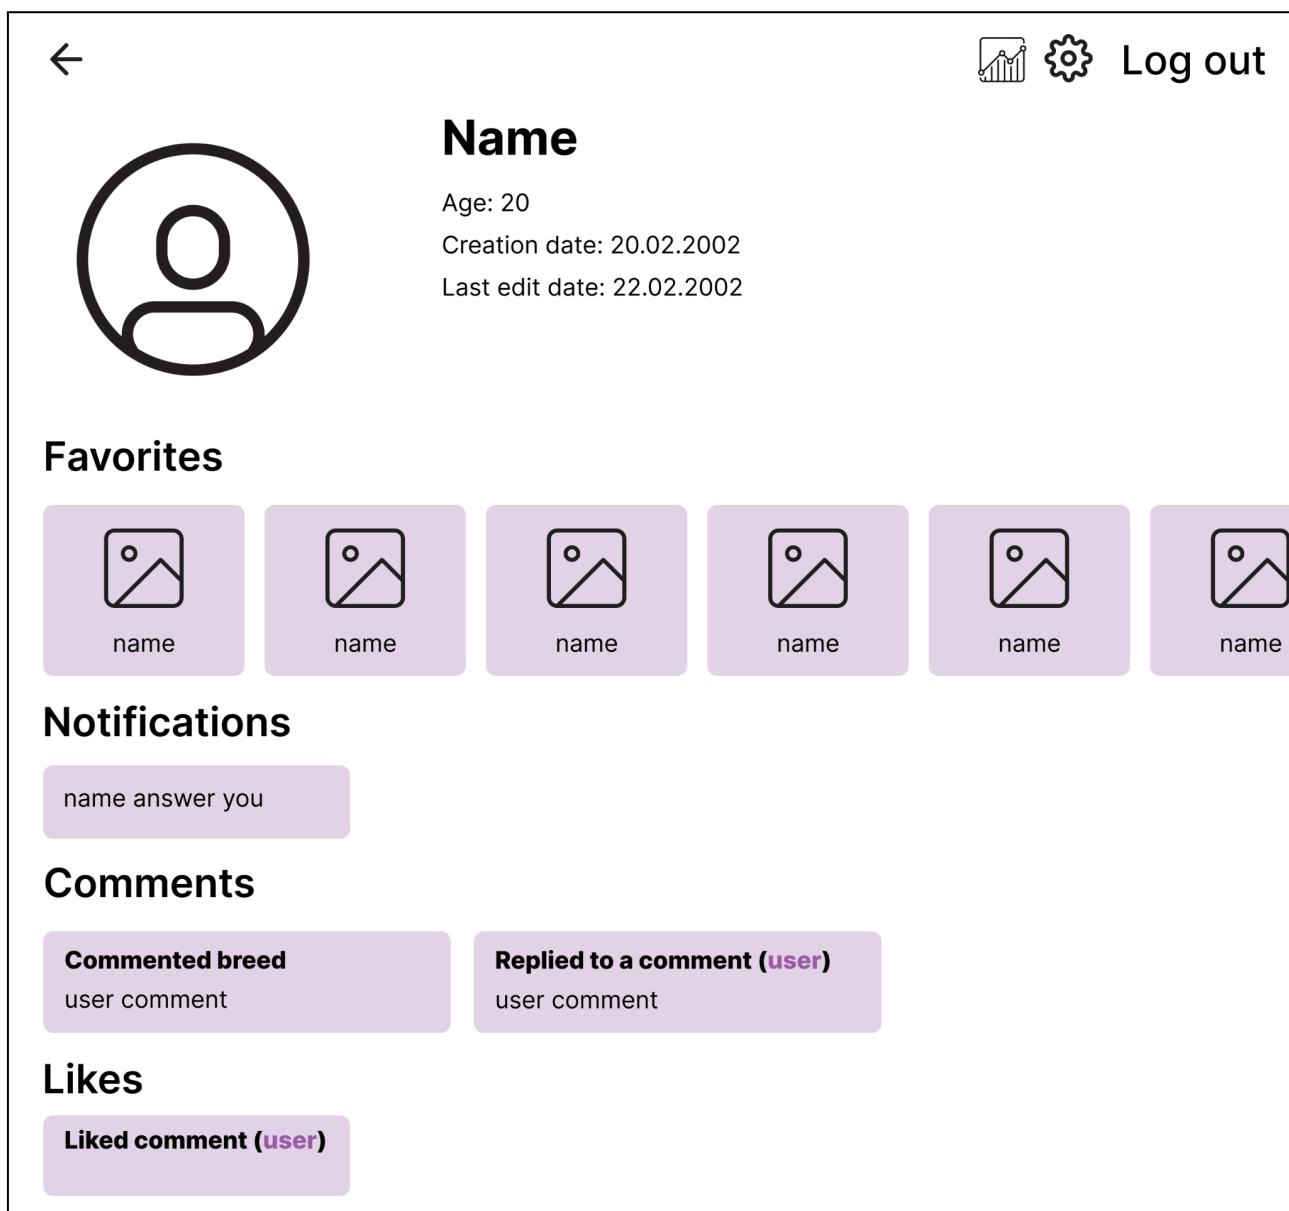 Log out
Name
Age: 20
Creation date: 20.02.2002
Last edit date: 22.02.2002
Favorites
name
name
name
name
name
name
Notifications
name answer you
Comments
Commented breed
user comment
Replied to a comment (user)
user comment
Likes
Liked comment (user)